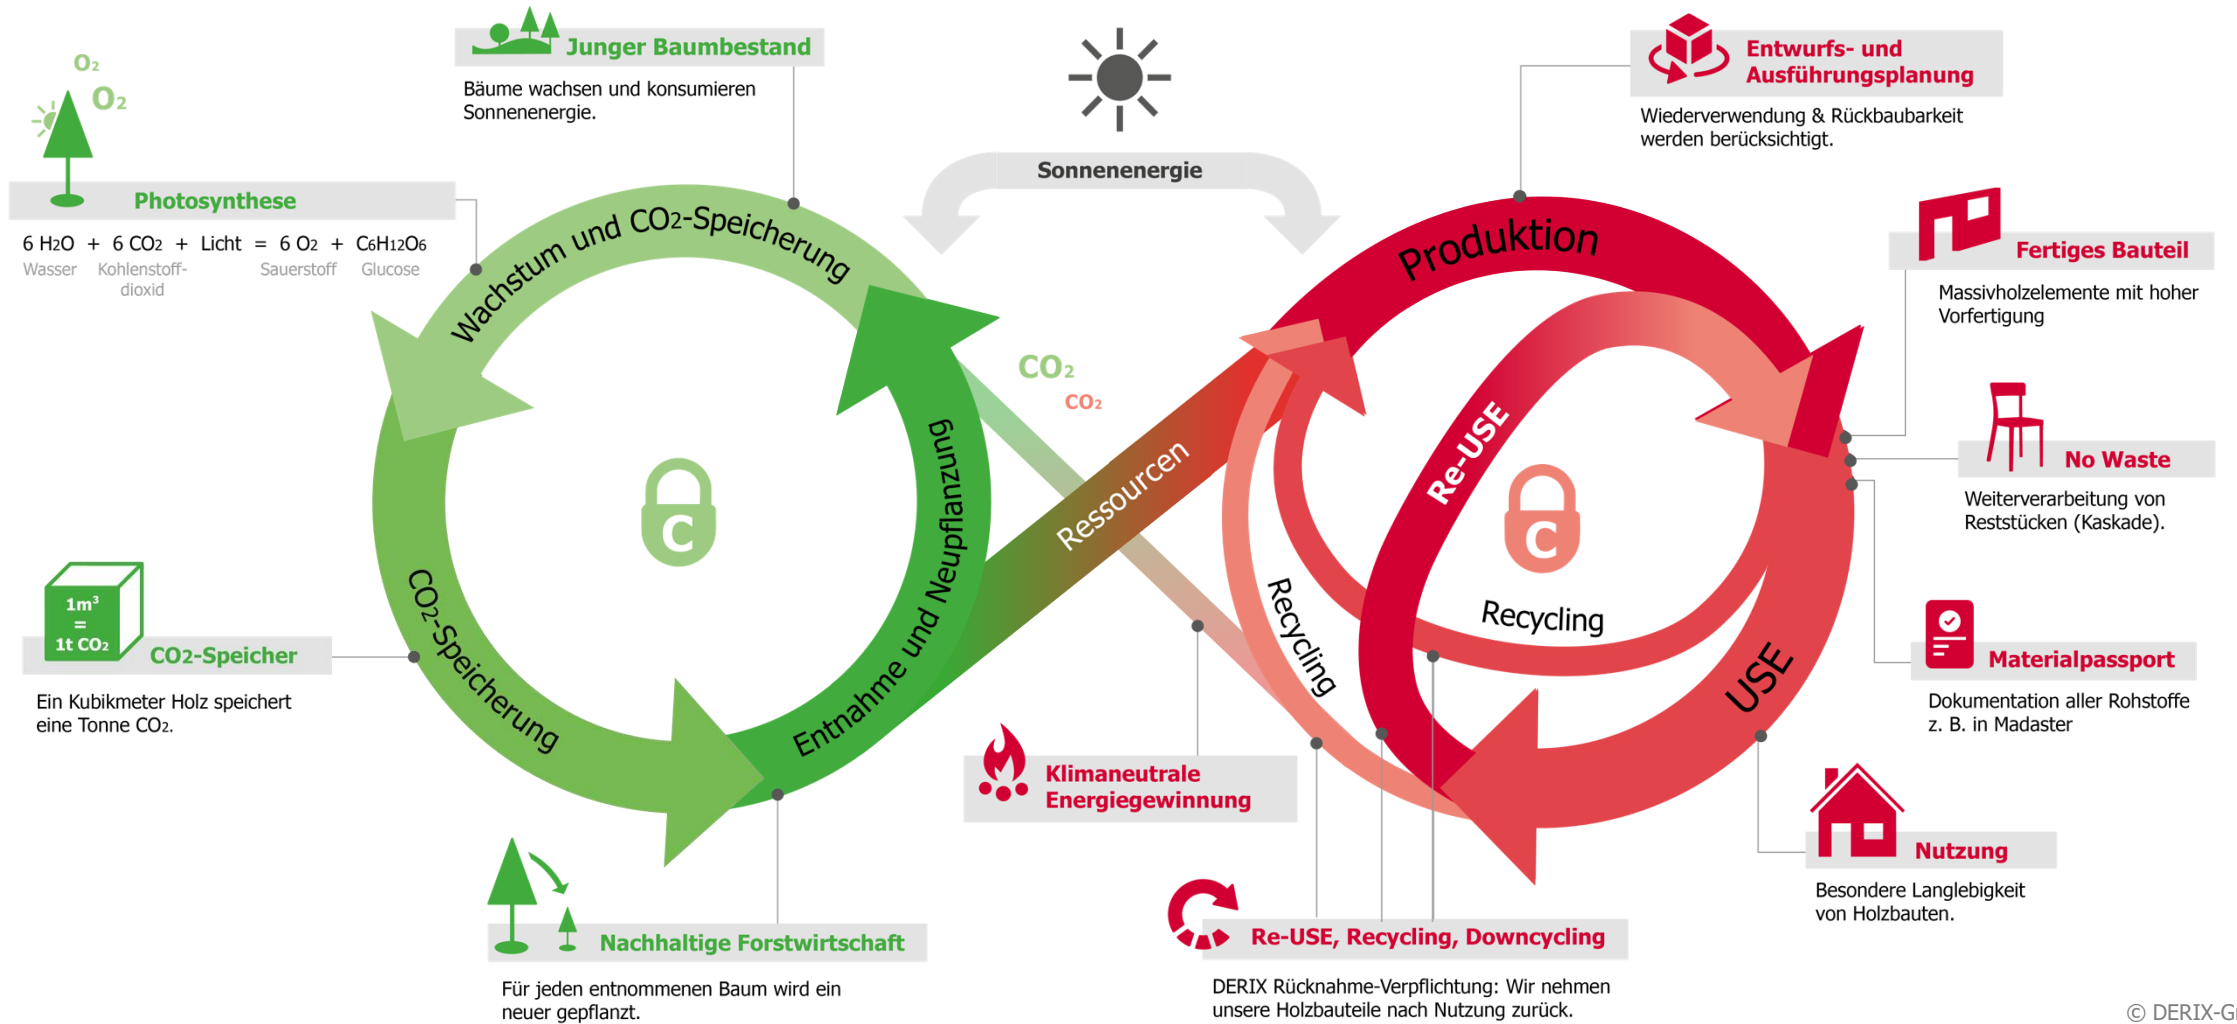 O₂
O₂
Photosynthese
6 H₂O + 6 CO₂ + Licht = 6 O₂ + C₆H₁₂O₆
Wasser Kohlenstoff- Sauerstoff Glucose
dioxid
Junger Baumbestand
Bäume wachsen und konsumieren
Sonnenenergie.
Sonnenenergie
Entwurfs- und
Ausführungsplanung
Wiederverwendung & Rückbaubarkeit
werden berücksichtigt.
Fertiges Bauteil
Massivholzelemente mit hoher
Vorfertigung
No Waste
Weiterverarbeitung von
Reststücken (Kaskade).
Materialpassport
Dokumentation aller Rohstoffe
z. B. in Madaster
Nutzung
Besondere Langlebigkeit
von Holzbauten.
Wachstum und CO₂-Speicherung
CO₂-Speicherung
Entnahme und Neupflanzung
C
CO₂
CO₂
Ressourcen
Produktion
Re-USE
C
Recycling
Recycling
USE
1m³
=
1t CO₂
CO2-Speicher
Ein Kubikmeter Holz speichert
eine Tonne CO₂.
Klimaneutrale
Energiegewinnung
Nachhaltige Forstwirtschaft
Für jeden entnommenen Baum wird ein
neuer gepflanzt.
Re-USE, Recycling, Downcycling
DERIX Rücknahme-Verpflichtung: Wir nehmen
unsere Holzbauteile nach Nutzung zurück.
© DERIX-G